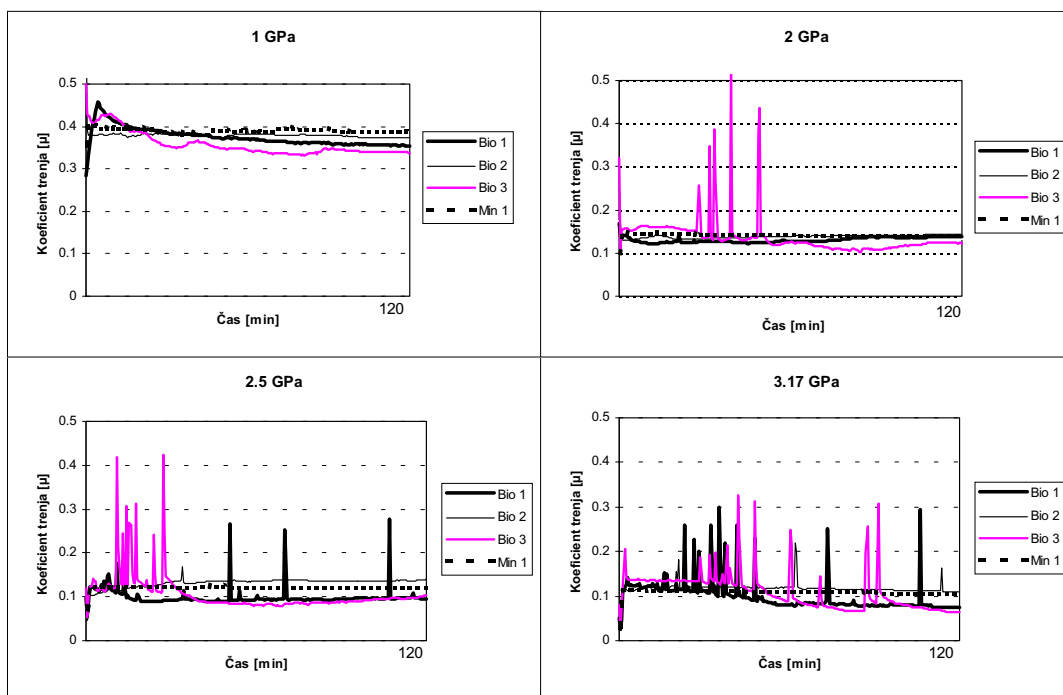 1 GPa
Koeficient trenja [µ]
0.5
0.4
0.3
0.2
0.1
0
120
Čas [min]
Bio 1
Bio 2
Bio 3
Min 1
2 GPa
Koeficient trenja [µ]
0.5
0.4
0.3
0.2
0.1
0
120
Čas [min]
Bio 1
Bio 2
Bio 3
Min 1
2.5 GPa
Koeficient trenja [µ]
0.5
0.4
0.3
0.2
0.1
0
120
Čas [min]
Bio 1
Bio 2
Bio 3
Min 1
3.17 GPa
Koeficient trenja [µ]
0.5
0.4
0.3
0.2
0.1
0
120
Čas [min]
Bio 1
Bio 2
Bio 3
Min 1